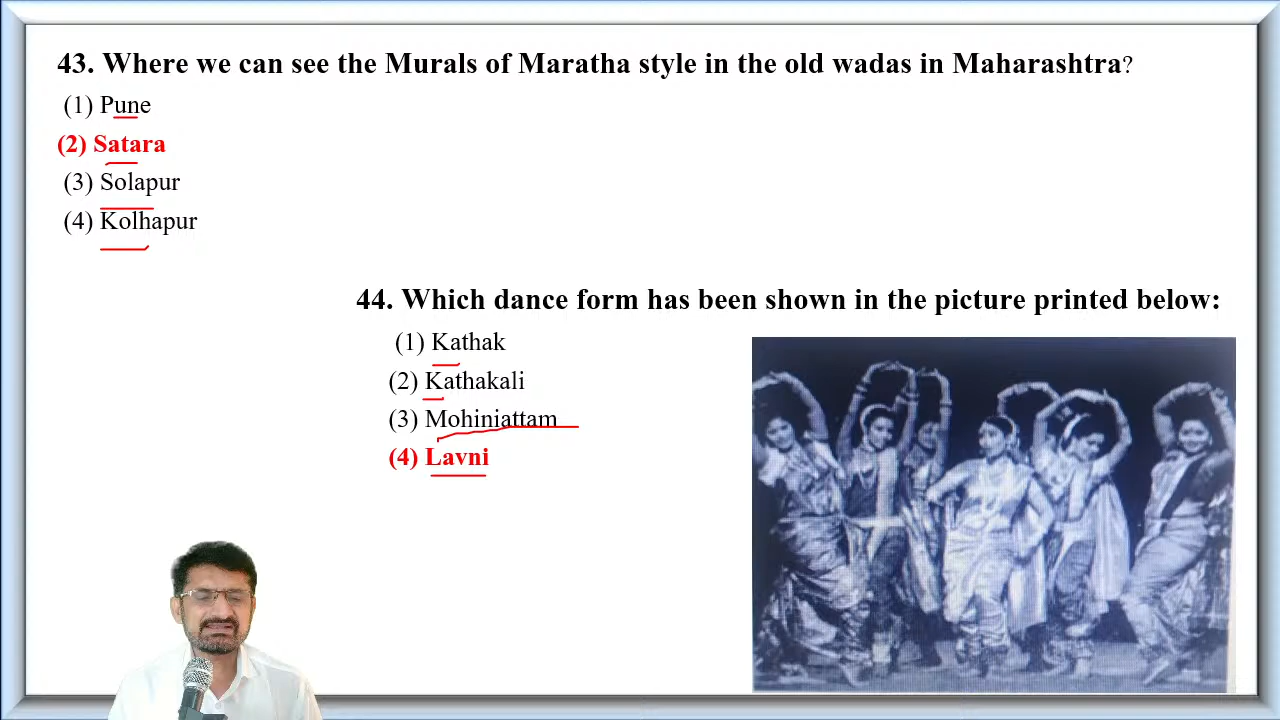 43. Where we can see the Murals of Maratha style in the old wadas in Maharashtra?
(1) Pune
(2) Satara
(3) Solapur
(4) Kolhapur
44. Which dance form has been shown in the picture printed below:
(1) Kathak
(2) Kathakali
(3) Mohiniattam
(4) Lavni